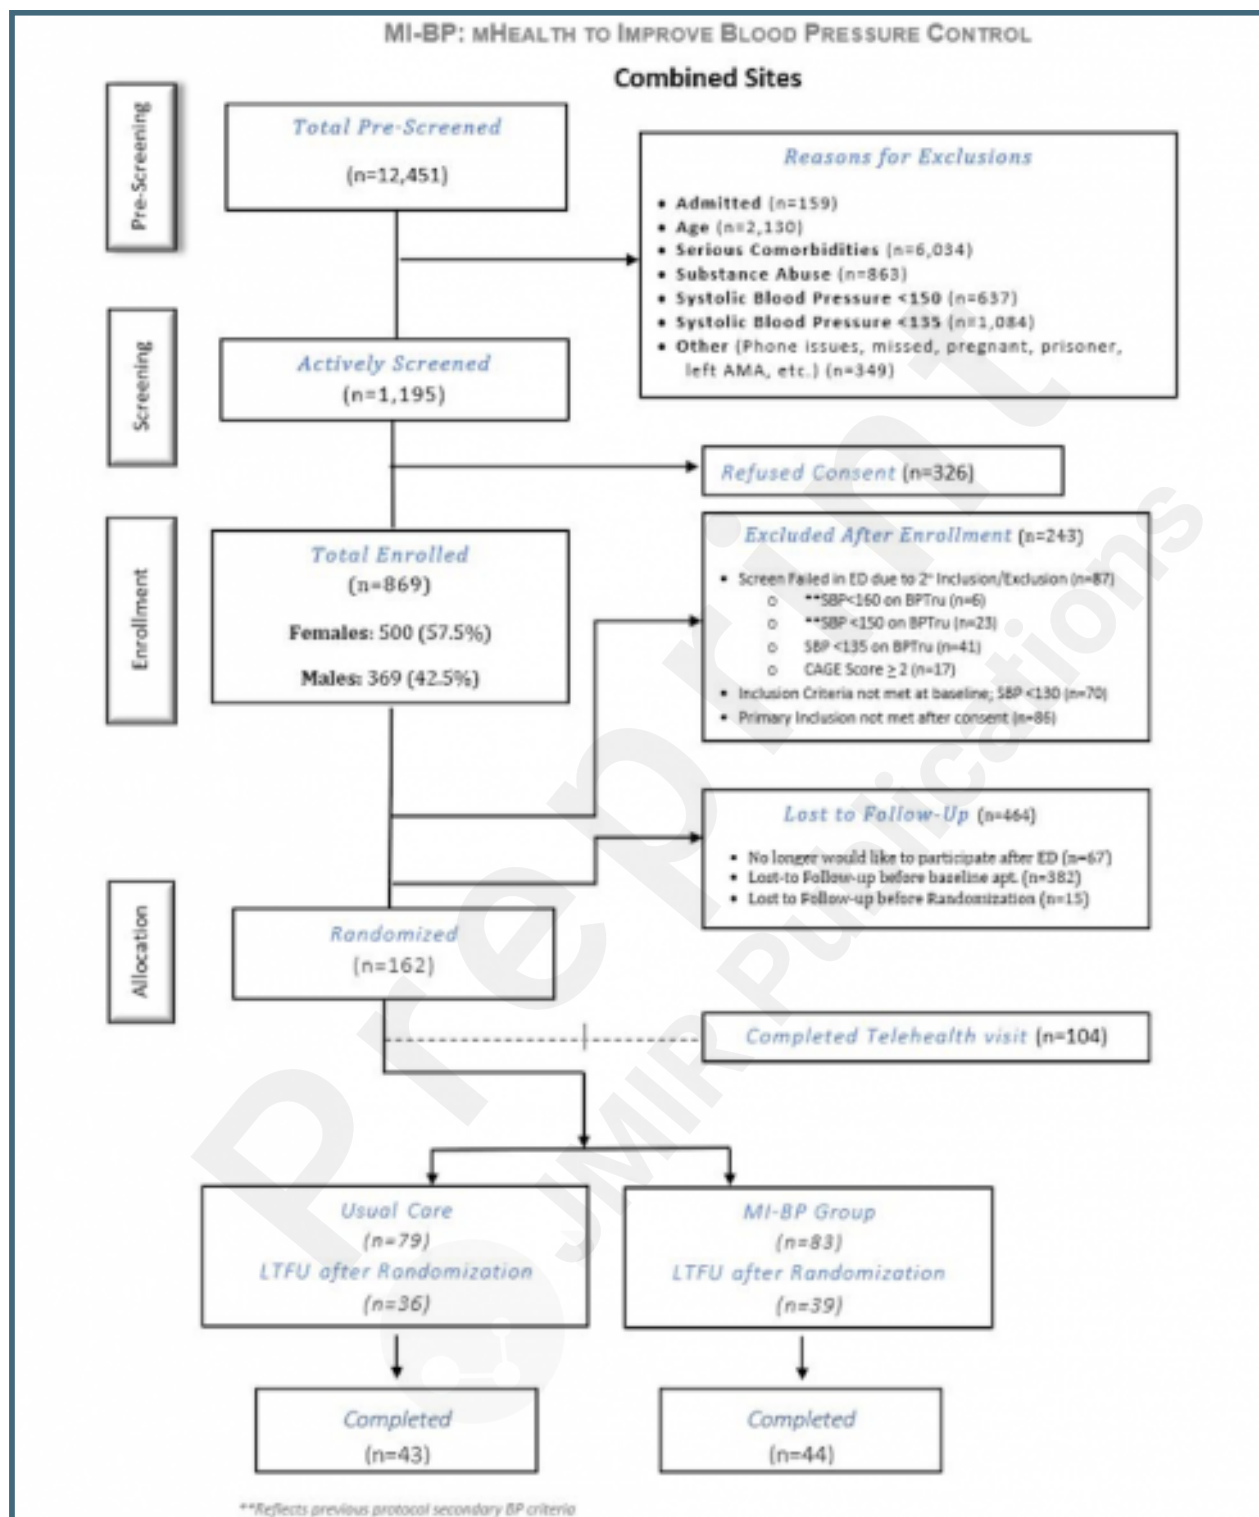 MI-BP: MHEALTH TO IMPROVE BLOOD PRESSURE CONTROL
Combined Sites
Pre-Screening
Total Pre-Screened
(n=12,451)
Reasons for Exclusions
• Admitted (n=159)
• Age (n=2,130)
• Serious Comorbidities (n=6,034)
• Substance Abuse (n=863)
• Systolic Blood Pressure <150 (n=637)
• Systolic Blood Pressure <135 (n=1,084)
• Other (Phone issues, missed, pregnant, prisoner,
left AMA, etc.) (n=349)
Screening
Actively Screened
(n=1,195)
Refused Consent (n=326)
Enrollment
Total Enrolled
(n=869)
Females: 500 (57.5%)
Males: 369 (42.5%)
Excluded After Enrollment (n=243)
• Screen Failed in ED due to 2° Inclusion/Exclusion (n=87)
o **SBP<160 on BPTru (n=6)
o **SBP <150 on BPTru (n=23)
o SBP <135 on BPTru (n=41)
o CAGE Score ≥ 2 (n=17)
• Inclusion Criteria not met at baseline; SBP <130 (n=70)
• Primary Inclusion not met after consent (n=86)
Lost to Follow-Up (n=464)
• No longer would like to participate after ED (n=67)
• Lost-to Follow-up before baseline apt. (n=382)
• Lost to Follow-up before Randomization (n=15)
Allocation
Randomized
(n=162)
Completed Telehealth visit (n=104)
Usual Care
(n=79)
LTFU after Randomization
(n=36)
MI-BP Group
(n=83)
LTFU after Randomization
(n=39)
Completed
(n=43)
Completed
(n=44)
**Reflects previous protocol secondary BP criteria
Preprint
JMIR Publications